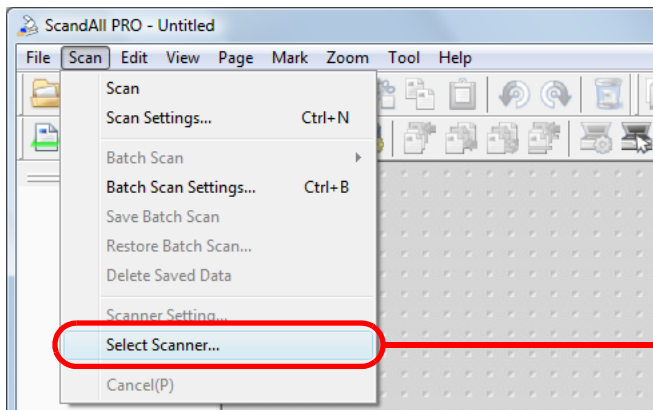 ScandAll PRO - Untitled
File Scan Edit View Page Mark Zoom Tool Help
Scan
Scan Settings... Ctrl+N
Batch Scan
Batch Scan Settings... Ctrl+B
Save Batch Scan
Restore Batch Scan...
Delete Saved Data
Scanner Setting...
Select Scanner...
Cancel(P)